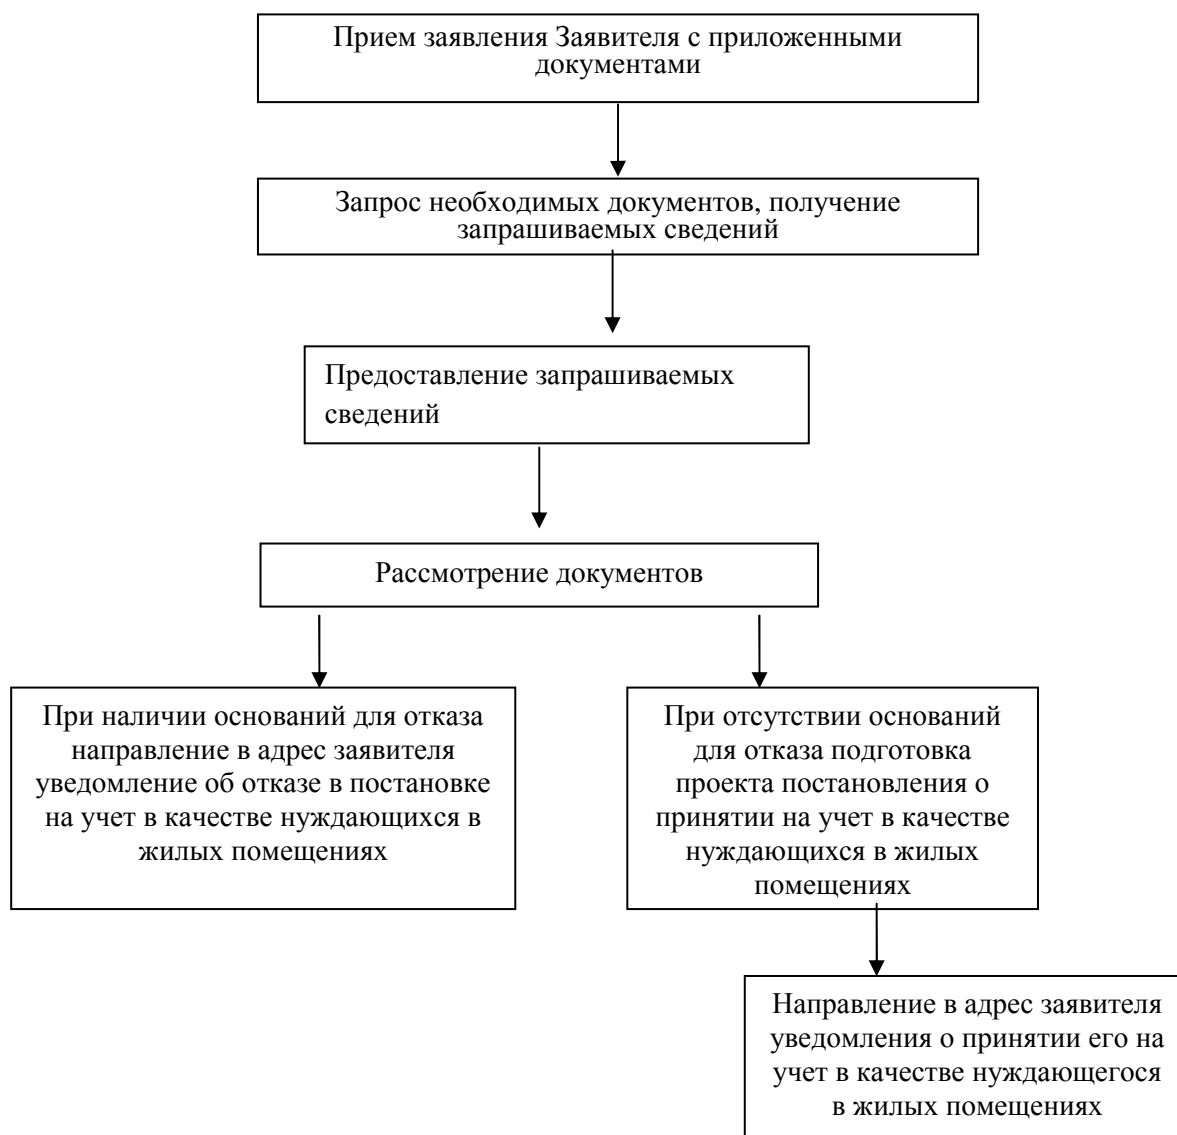 Прием заявления Заявителя с приложенными
документами
Запрос необходимых документов, получение
запрашиваемых сведений
Предоставление запрашиваемых
сведений
Рассмотрение документов
При наличии оснований для отказа
направление в адрес заявителя
уведомление об отказе в постановке
на учет в качестве нуждающихся в
жилых помещениях
При отсутствии оснований
для отказа подготовка
проекта постановления о
принятии на учет в качестве
нуждающихся в жилых
помещениях
Направление в адрес заявителя
уведомления о принятии его на
учет в качестве нуждающегося
в жилых помещениях